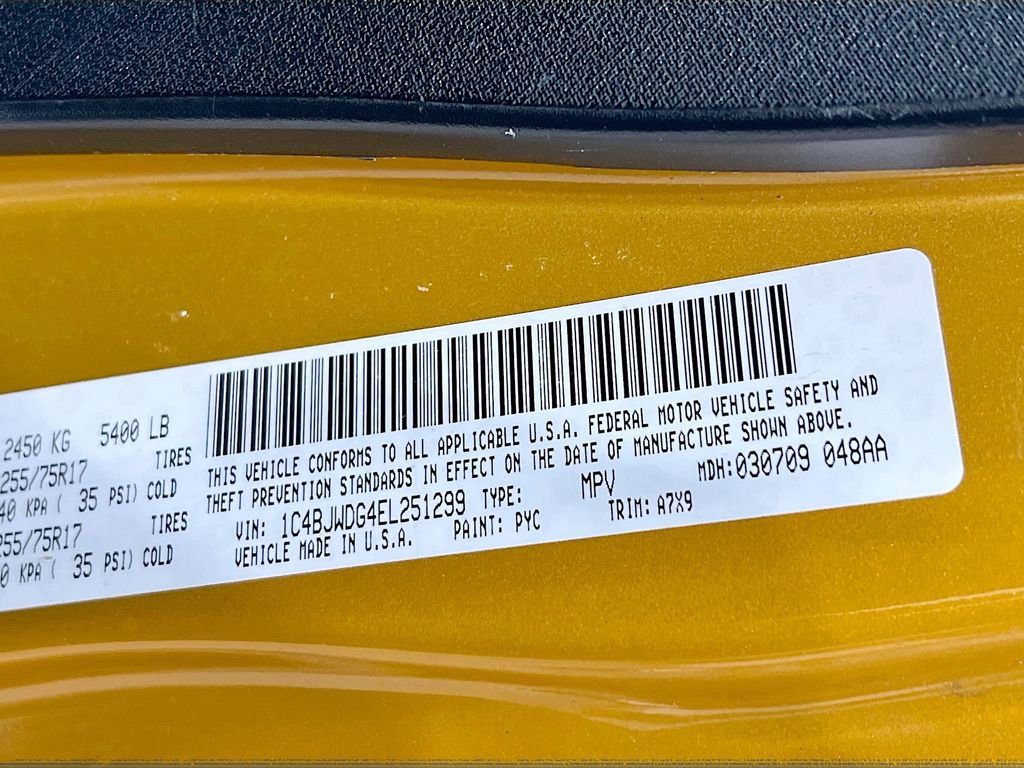 2450 KG 5400 LB
TIRES
255/75R17
40 KPA ( 35 PSI) COLD
TIRES
255/75R17
0 KPA ( 35 PSI) COLD
THIS VEHICLE CONFORMS TO ALL APPLICABLE U.S.A. FEDERAL MOTOR VEHICLE SAFETY AND
THEFT PREVENTION STANDARDS IN EFFECT ON THE DATE OF MANUFACTURE SHOWN ABOVE.
VIN: 1C4BJWDG4EL251299 TYPE: MPV MDH:030709 048AA
VEHICLE MADE IN U.S.A. PAINT: PYC TRIM: A7X9